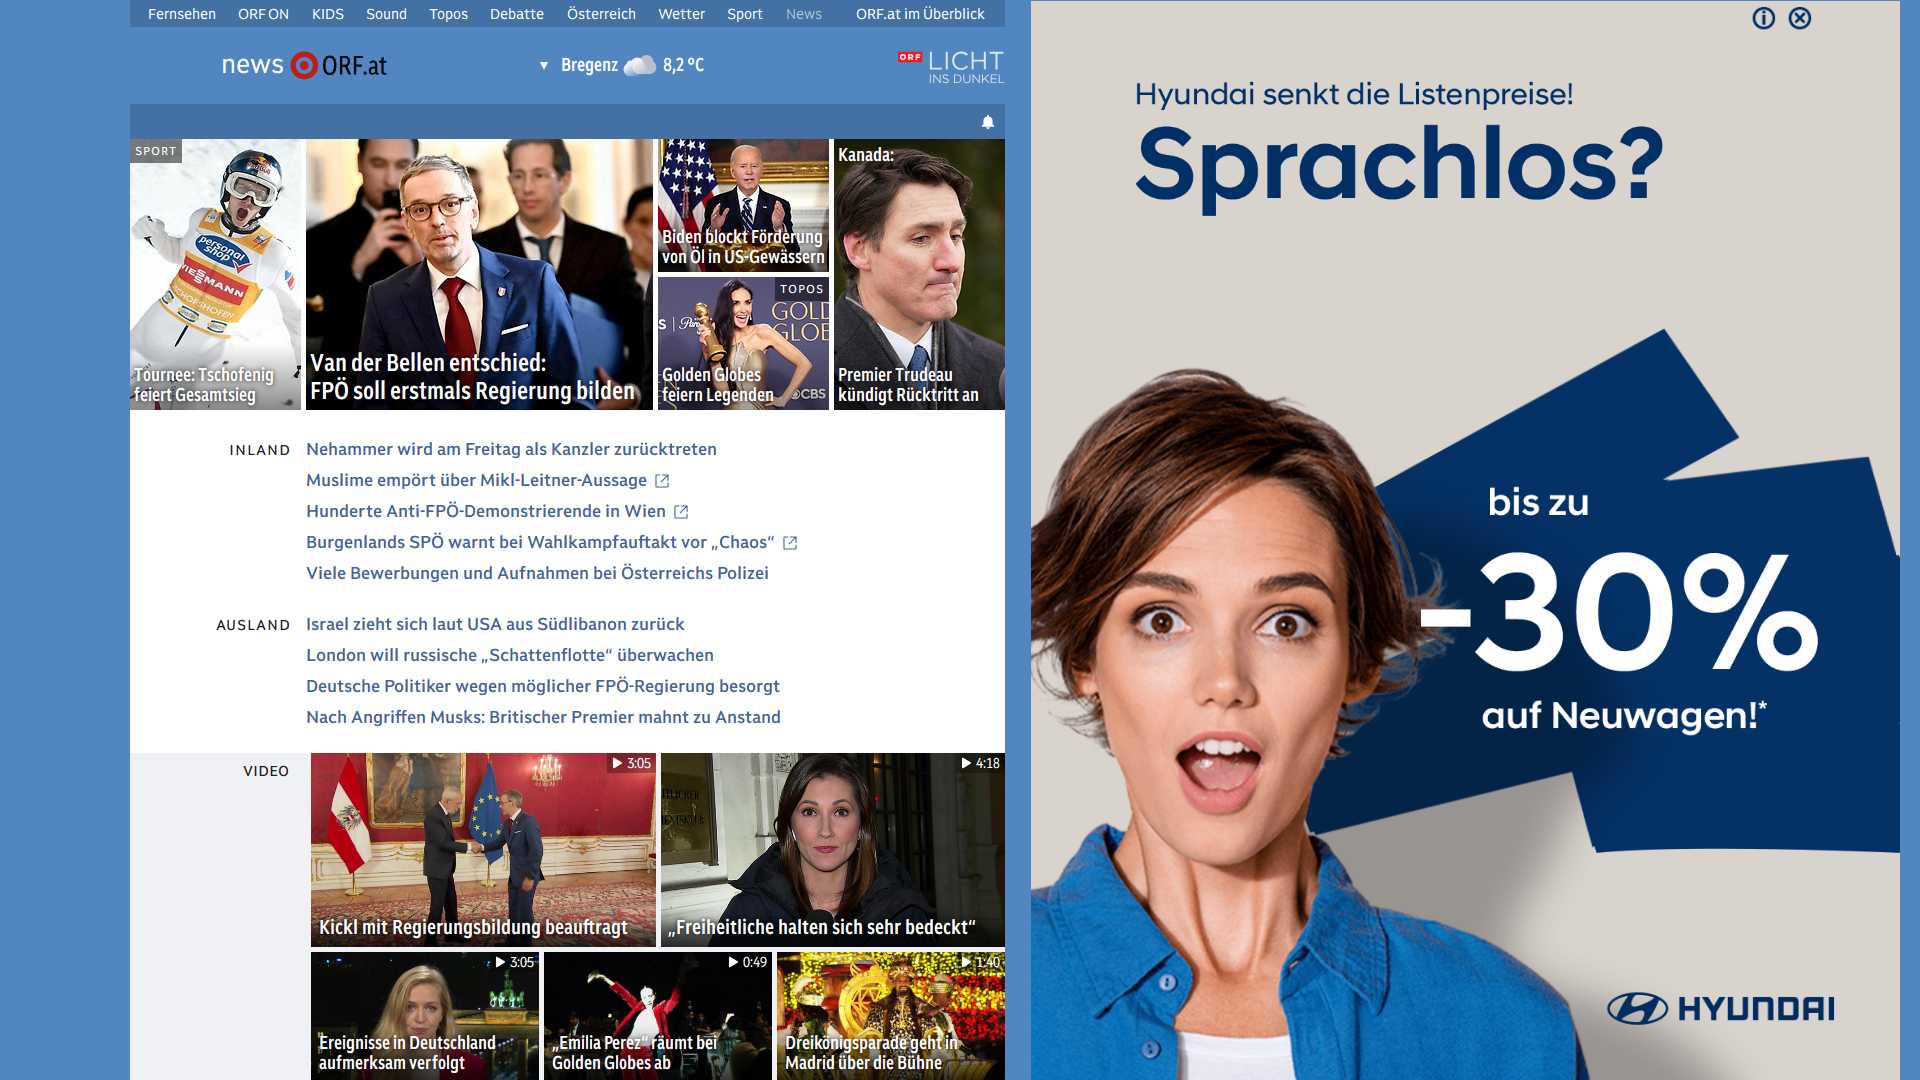 Fernsehen ORF ON KIDS Sound Topos Debatte Österreich Wetter Sport News ORF.at im Überblick
news ORF.at
Bregenz 8,2 °C
ORF LICHT
INS DUNKEL
SPORT
personal
shop
VIESSMANN
Tournee: Tschofenig
feiert Gesamtsieg
Van der Bellen entschied:
FPÖ soll erstmals Regierung bilden
Biden blockt Förderung
von Öl in US-Gewässern
TOPOS
GOLD
GLOB
CBS
Golden Globes
feiern Legenden
Kanada:
Premier Trudeau
kündigt Rücktritt an
INLAND
Nehammer wird am Freitag als Kanzler zurücktreten
Muslime empört über Mikl-Leitner-Aussage
Hunderte Anti-FPÖ-Demonstrierende in Wien
Burgenlands SPÖ warnt bei Wahlkampfauftakt vor „Chaos“
Viele Bewerbungen und Aufnahmen bei Österreichs Polizei
AUSLAND
Israel zieht sich laut USA aus Südlibanon zurück
London will russische „Schattenflotte“ überwachen
Deutsche Politiker wegen möglicher FPÖ-Regierung besorgt
Nach Angriffen Musks: Britischer Premier mahnt zu Anstand
VIDEO
3:05
Kickl mit Regierungsbildung beauftragt
4:18
„Freiheitliche halten sich sehr bedeckt“
3:05
Ereignisse in Deutschland
aufmerksam verfolgt
0:49
„Emilia Perez“ räumt bei
Golden Globes ab
1:40
Dreikönigsparade geht in
Madrid über die Bühne
Hyundai senkt die Listenpreise!
Sprachlos?
bis zu
-30%
auf Neuwagen!*
HYUNDAI